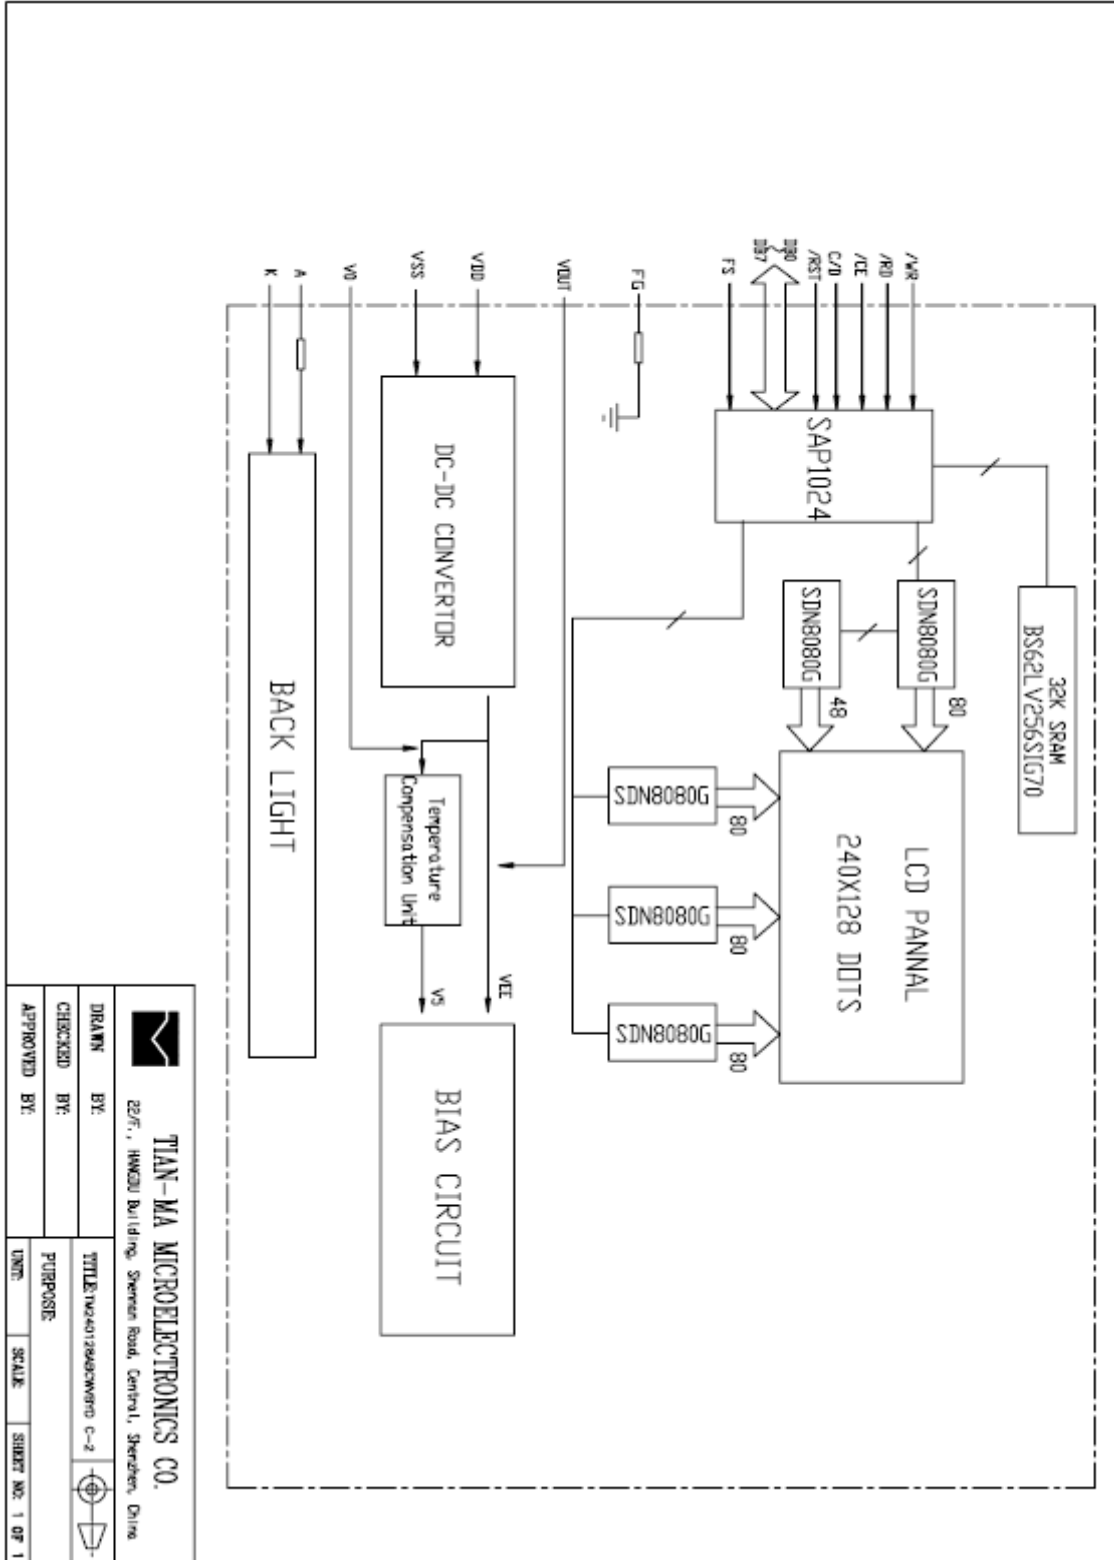 /WR
/RD
/CE
C/D
/RST
DB0
DB7
FS
FG
VOUT
VDD
VSS
V0
A
K
SAP1024
32K SRAM
BS62LV256SIG70
SDN8080G
80
SDN8080G
48
LCD PANNAL
240X128 DOTS
SDN8080G
80
SDN8080G
80
SDN8080G
80
DC-DC CONVERTOR
Temperature
Compensation Unit
VEE
V5
BIAS CIRCUIT
BACK LIGHT
TIAN-MA MICROELECTRONICS CO.
22/F., HANGDU Building, Shennan Road, Central, Shenzhen, China
DRAWN BY:
CHECKED BY:
APPROVED BY:
TITLE: C-2
PURPOSE:
UNIT:
SCALE:
SHEET NO: 1 OF 1